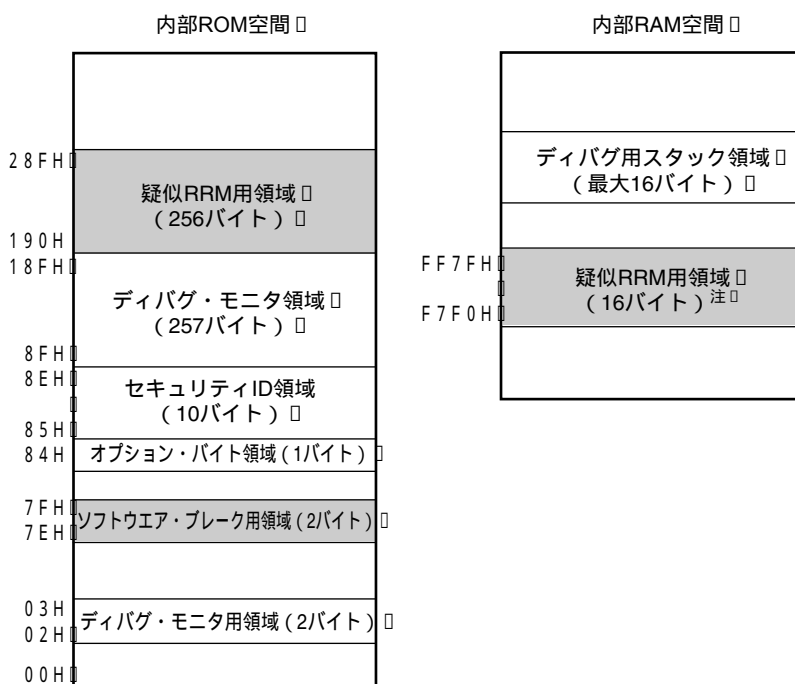 内部ROM空間
28FH
疑似RRM用領域
（256バイト）
190H
18FH
ディバグ・モニタ領域
（257バイト）
8FH
8EH
セキュリティID領域
（10バイト）
85H
84H
オプション・バイト領域（1バイト）
7FH
ソフトウエア・ブレーク用領域（2バイト）
7EH
03H
ディバグ・モニタ用領域（2バイト）
02H
00H
内部RAM空間
ディバグ用スタック領域
（最大16バイト）
FF7FH
疑似RRM用領域
（16バイト）注
F7F0H